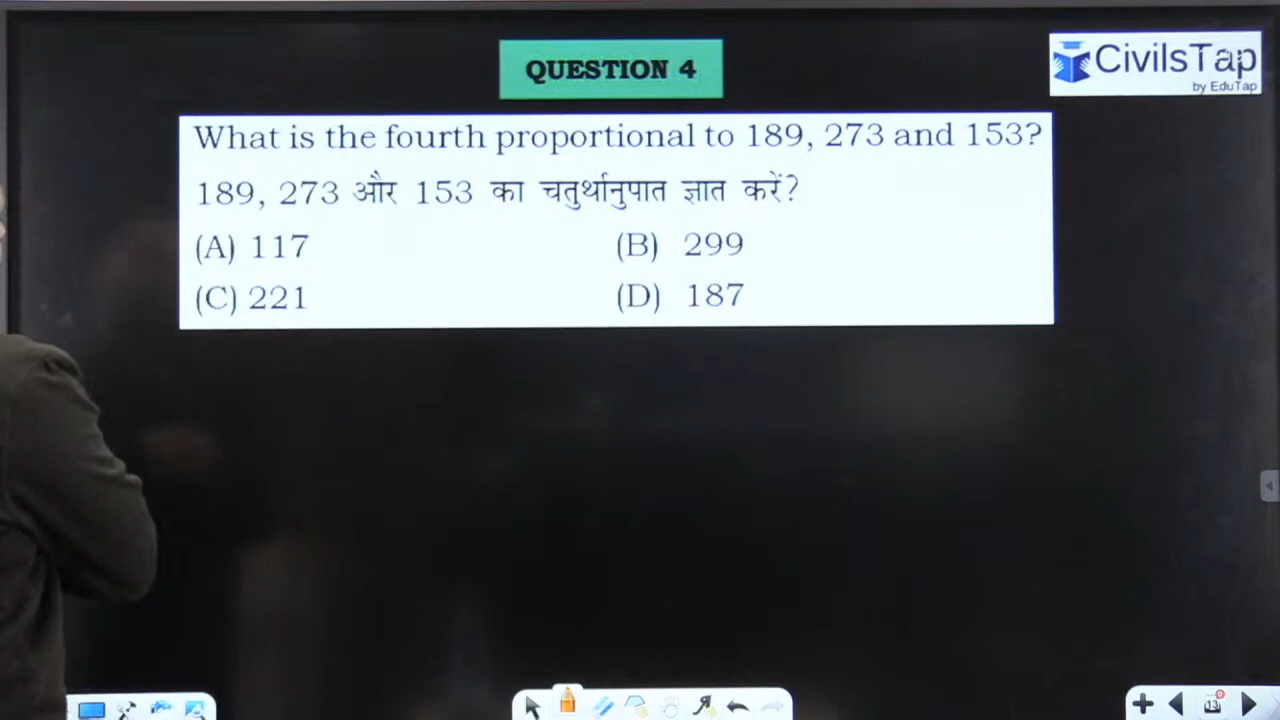 QUESTION 4
CivilsTap
by EduTap
What is the fourth proportional to 189, 273 and 153?
189, 273 और 153 का चतुर्थानुपात ज्ञात करें?
(A) 117 (B) 299
(C) 221 (D) 187
13